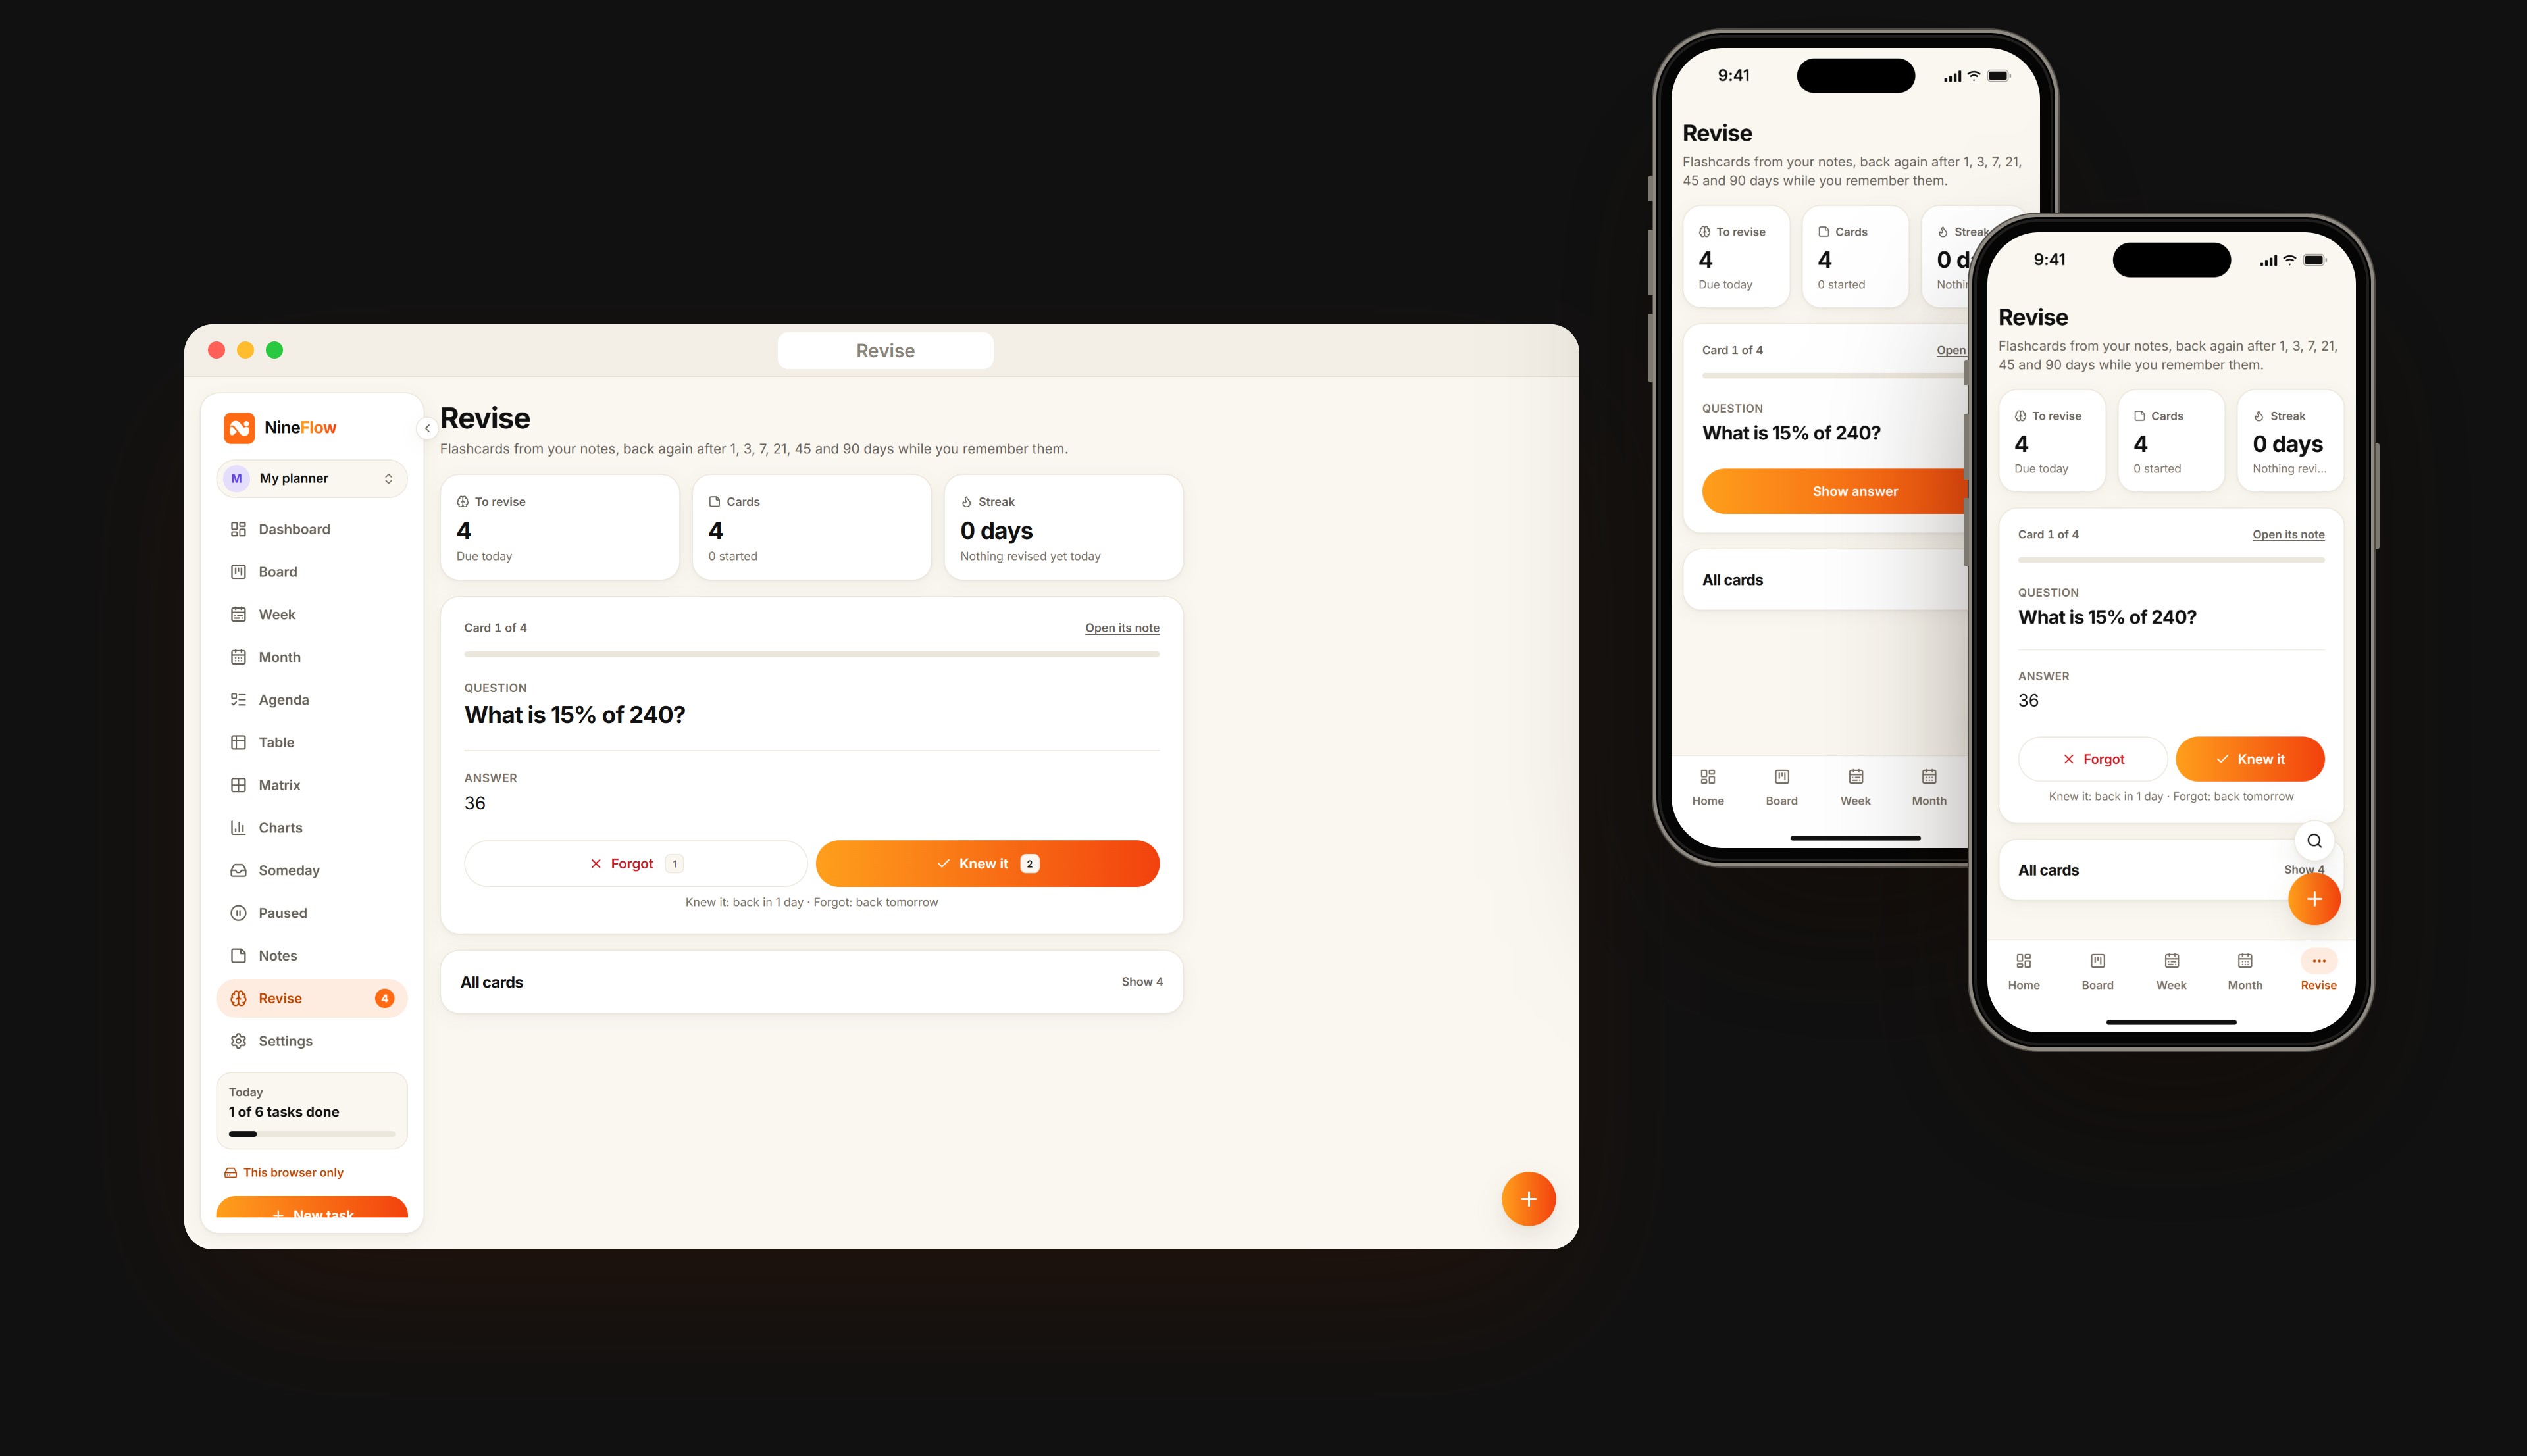 Revise
NineFlow
M My planner
Dashboard
Board
Week
Month
Agenda
Table
Matrix
Charts
Someday
Paused
Notes
Revise 4
Settings
Today
1 of 6 tasks done
This browser only
New task
Revise
Flashcards from your notes, back again after 1, 3, 7, 21, 45 and 90 days while you remember them.
To revise
4
Due today
Cards
4
0 started
Streak
0 days
Nothing revised yet today
Card 1 of 4
Open its note
QUESTION
What is 15% of 240?
ANSWER
36
Forgot 1
Knew it 2
Knew it: back in 1 day · Forgot: back tomorrow
All cards
Show 4
9:41
Revise
Flashcards from your notes, back again after 1, 3, 7, 21,
45 and 90 days while you remember them.
To revise
4
Due today
Cards
4
0 started
Streak
0
Card 1 of 4
Open
QUESTION
What is 15% of 240?
Show answer
All cards
Home
Board
Week
Month
9:41
Revise
Flashcards from your notes, back again after 1, 3, 7, 21,
45 and 90 days while you remember them.
To revise
4
Due today
Cards
4
0 started
Streak
0 days
Nothing revi...
Card 1 of 4
Open its note
QUESTION
What is 15% of 240?
ANSWER
36
Forgot
Knew it
Knew it: back in 1 day · Forgot: back tomorrow
All cards
Show 4
Home
Board
Week
Month
Revise